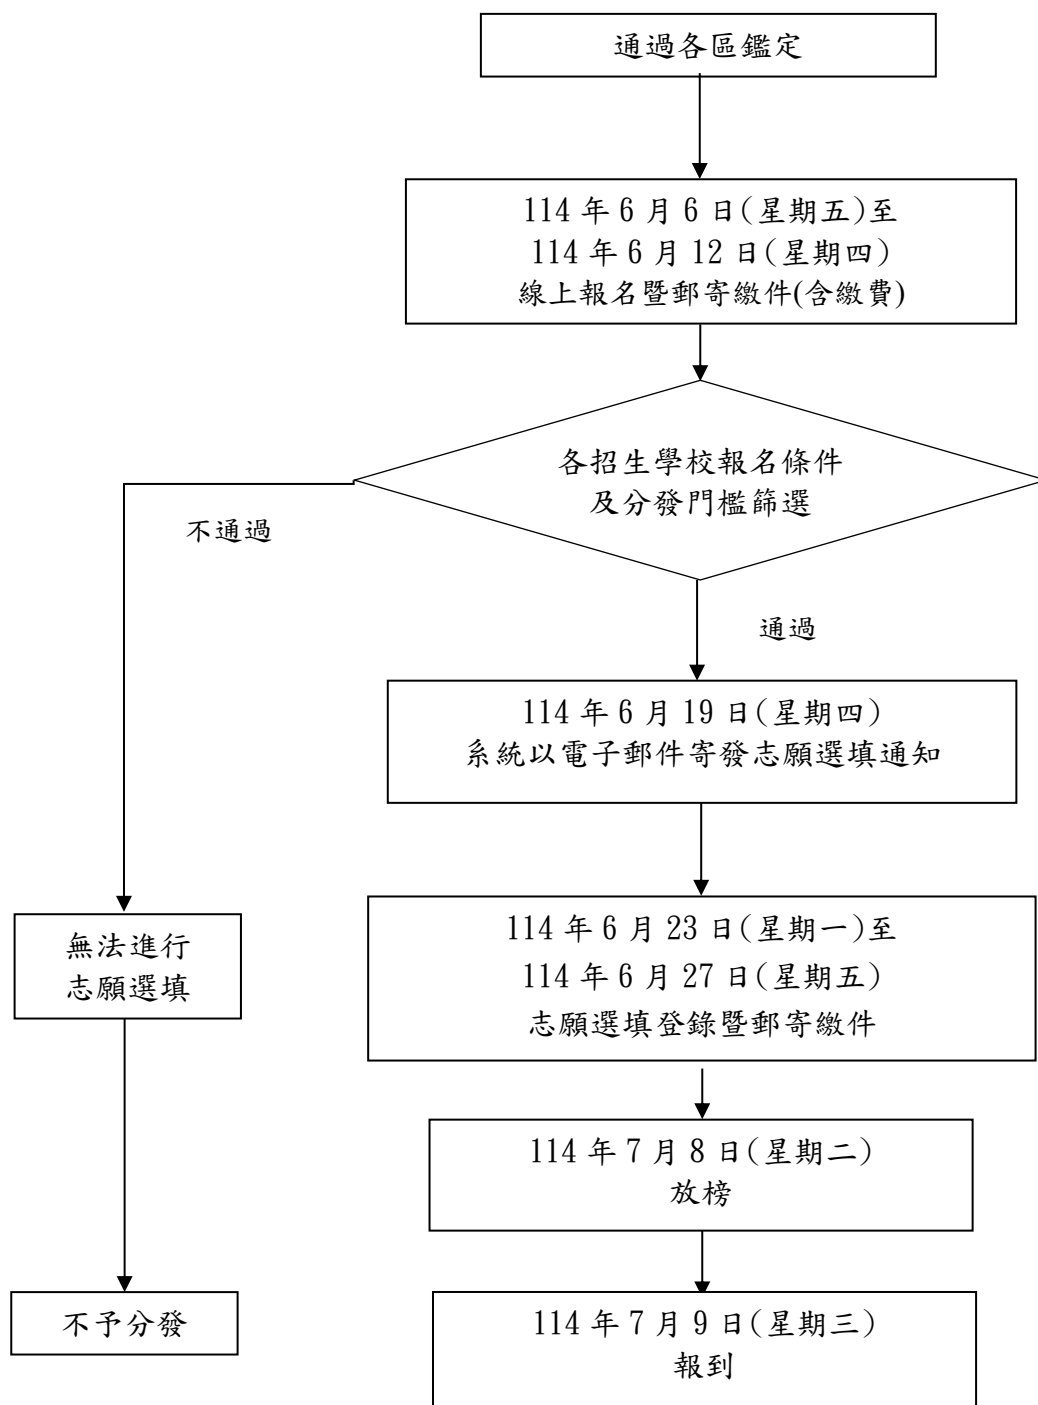 通過各區鑑定
114 年 6 月 6 日(星期五)至
114 年 6 月 12 日(星期四)
線上報名暨郵寄繳件(含繳費)
各招生學校報名條件
及分發門檻篩選
不通過
通過
114 年 6 月 19 日(星期四)
系統以電子郵件寄發志願選填通知
無法進行
志願選填
114 年 6 月 23 日(星期一)至
114 年 6 月 27 日(星期五)
志願選填登錄暨郵寄繳件
114 年 7 月 8 日(星期二)
放榜
不予分發
114 年 7 月 9 日(星期三)
報到